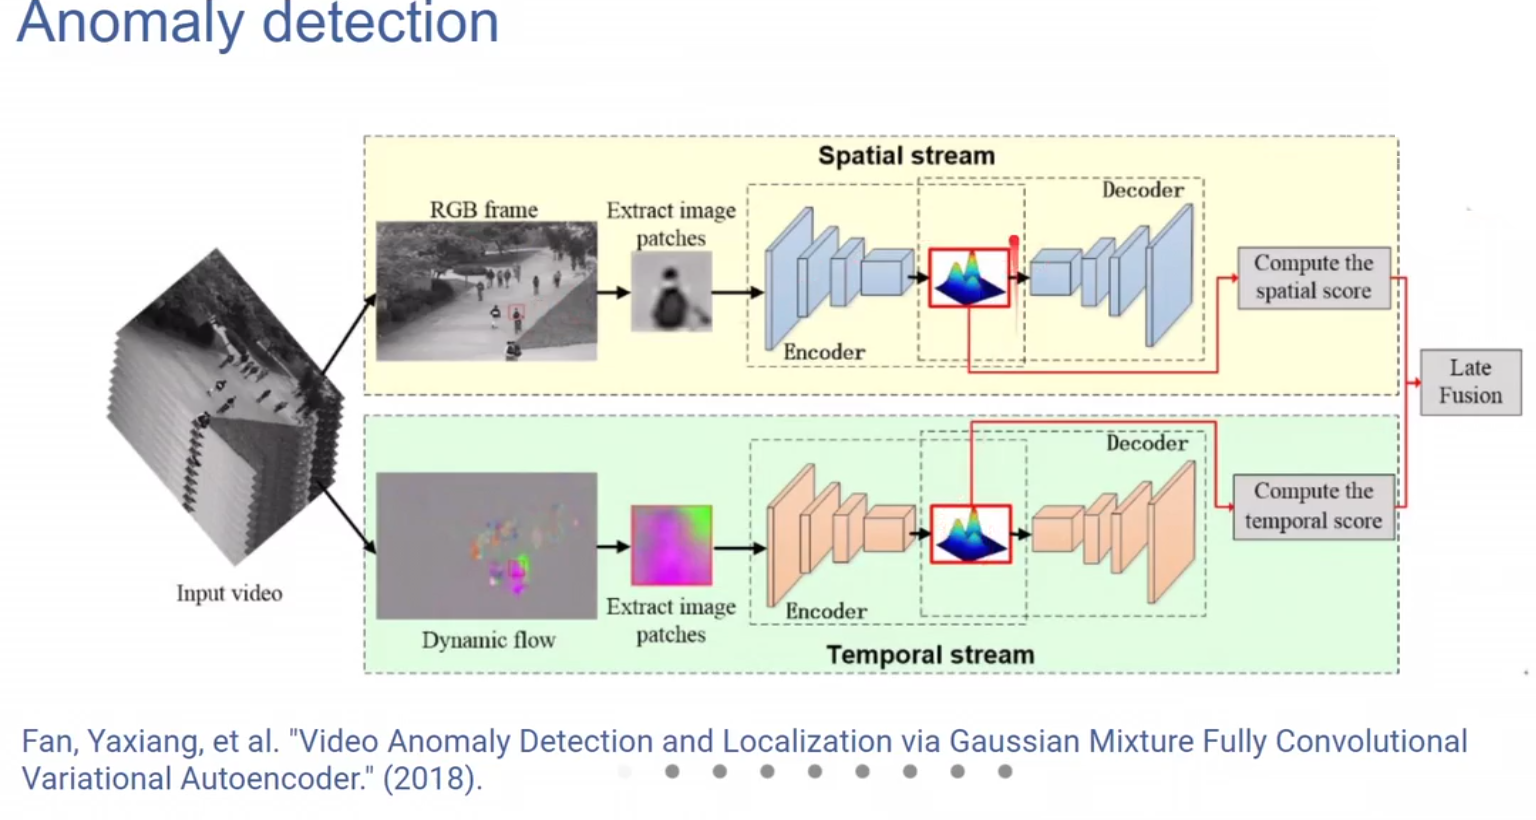 Anomaly detection
Spatial stream
RGB frame
Extract image
patches
Encoder
Decoder
Compute the
spatial score
Late
Fusion
Input video
Dynamic flow
Extract image
patches
Encoder
Decoder
Compute the
temporal score
Temporal stream
Fan, Yaxiang, et al. "Video Anomaly Detection and Localization via Gaussian Mixture Fully Convolutional
Variational Autoencoder." (2018).